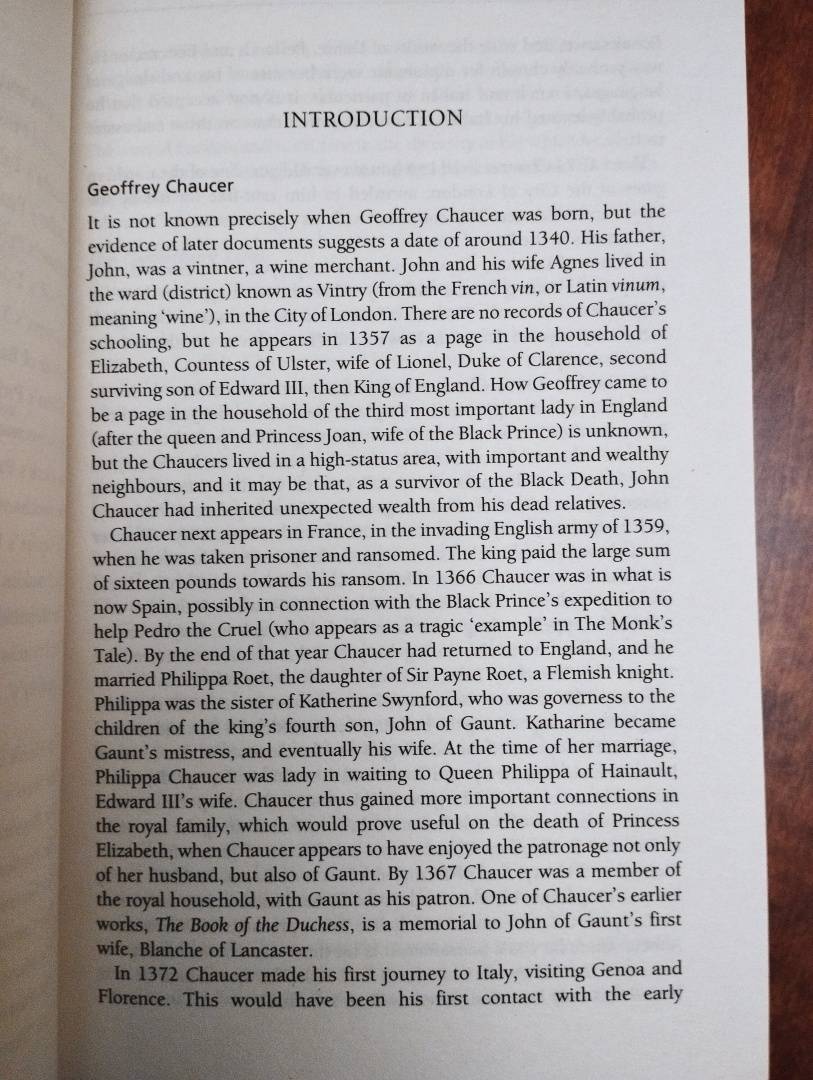 INTRODUCTION
Geoffrey Chaucer
It is not known precisely when Geoffrey Chaucer was born, but the
evidence of later documents suggests a date of around 1340. His father,
John, was a vintner, a wine merchant. John and his wife Agnes lived in
the ward (district) known as Vintry (from the French vin, or Latin vinum,
meaning ‘wine’), in the City of London. There are no records of Chaucer’s
schooling, but he appears in 1357 as a page in the household of
Elizabeth, Countess of Ulster, wife of Lionel, Duke of Clarence, second
surviving son of Edward III, then King of England. How Geoffrey came to
be a page in the household of the third most important lady in England
(after the queen and Princess Joan, wife of the Black Prince) is unknown,
but the Chaucers lived in a high-status area, with important and wealthy
neighbours, and it may be that, as a survivor of the Black Death, John
Chaucer had inherited unexpected wealth from his dead relatives.
Chaucer next appears in France, in the invading English army of 1359,
when he was taken prisoner and ransomed. The king paid the large sum
of sixteen pounds towards his ransom. In 1366 Chaucer was in what is
now Spain, possibly in connection with the Black Prince’s expedition to
help Pedro the Cruel (who appears as a tragic ‘example’ in The Monk’s
Tale). By the end of that year Chaucer had returned to England, and he
married Philippa Roet, the daughter of Sir Payne Roet, a Flemish knight.
Philippa was the sister of Katherine Swynford, who was governess to the
children of the king’s fourth son, John of Gaunt. Katharine became
Gaunt’s mistress, and eventually his wife. At the time of her marriage,
Philippa Chaucer was lady in waiting to Queen Philippa of Hainault,
Edward III’s wife. Chaucer thus gained more important connections in
the royal family, which would prove useful on the death of Princess
Elizabeth, when Chaucer appears to have enjoyed the patronage not only
of her husband, but also of Gaunt. By 1367 Chaucer was a member of
the royal household, with Gaunt as his patron. One of Chaucer’s earlier
works, The Book of the Duchess, is a memorial to John of Gaunt’s first
wife, Blanche of Lancaster.
In 1372 Chaucer made his first journey to Italy, visiting Genoa and
Florence. This would have been his first contact with the early